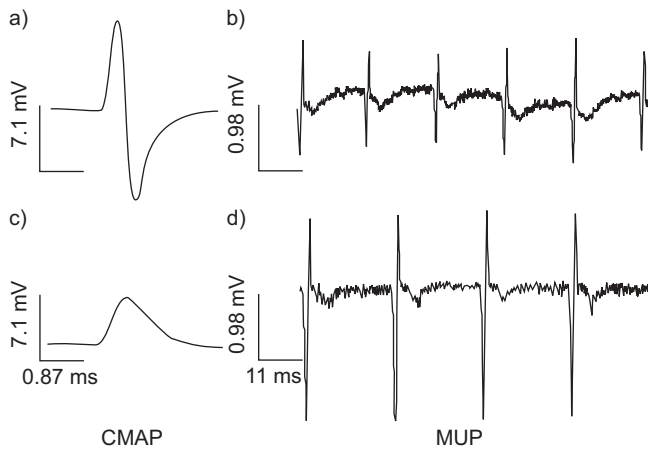 a)
b)
7.1 mV
0.98 mV
c)
d)
7.1 mV
0.98 mV
0.87 ms
11 ms
CMAP
MUP